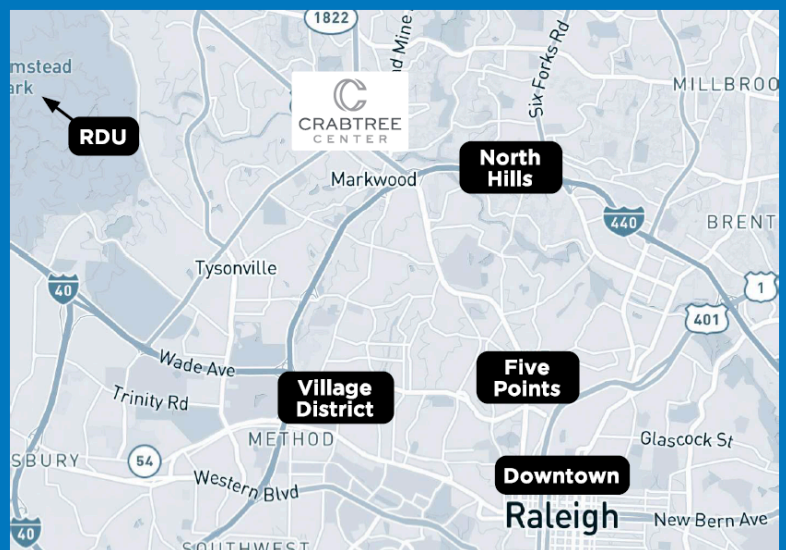 1822
mstead
ark
d Mine
Six Forks Rd
MILLBROO
RDU
CRABTREE
CENTER
North
Hills
Markwood
440
BRENT
Tysonville
40
1
401
Wade Ave
Five
Points
Village
District
Trinity Rd
METHOD
Glascock St
SBURY
54
Western Blvd
Downtown
Raleigh
New Bern Ave
40
SOUTHWEST